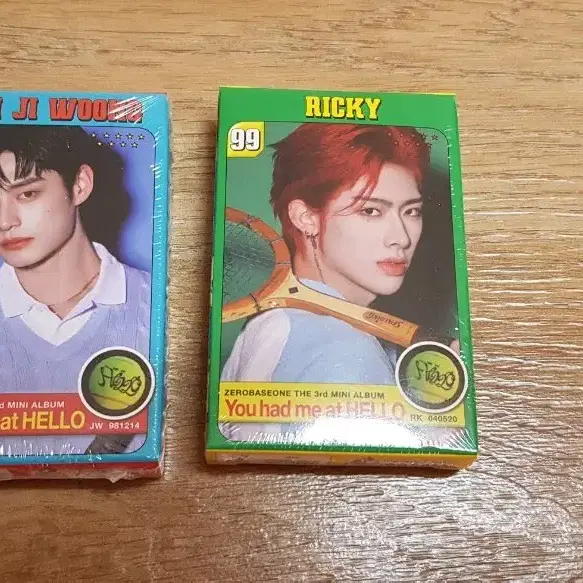 JI WOONG
d MINI ALBUM
at HELLO
JW 981214
RICKY
99
ZEROBASEONE THE 3rd MINI ALBUM
You had me at HELLO
RK 040520